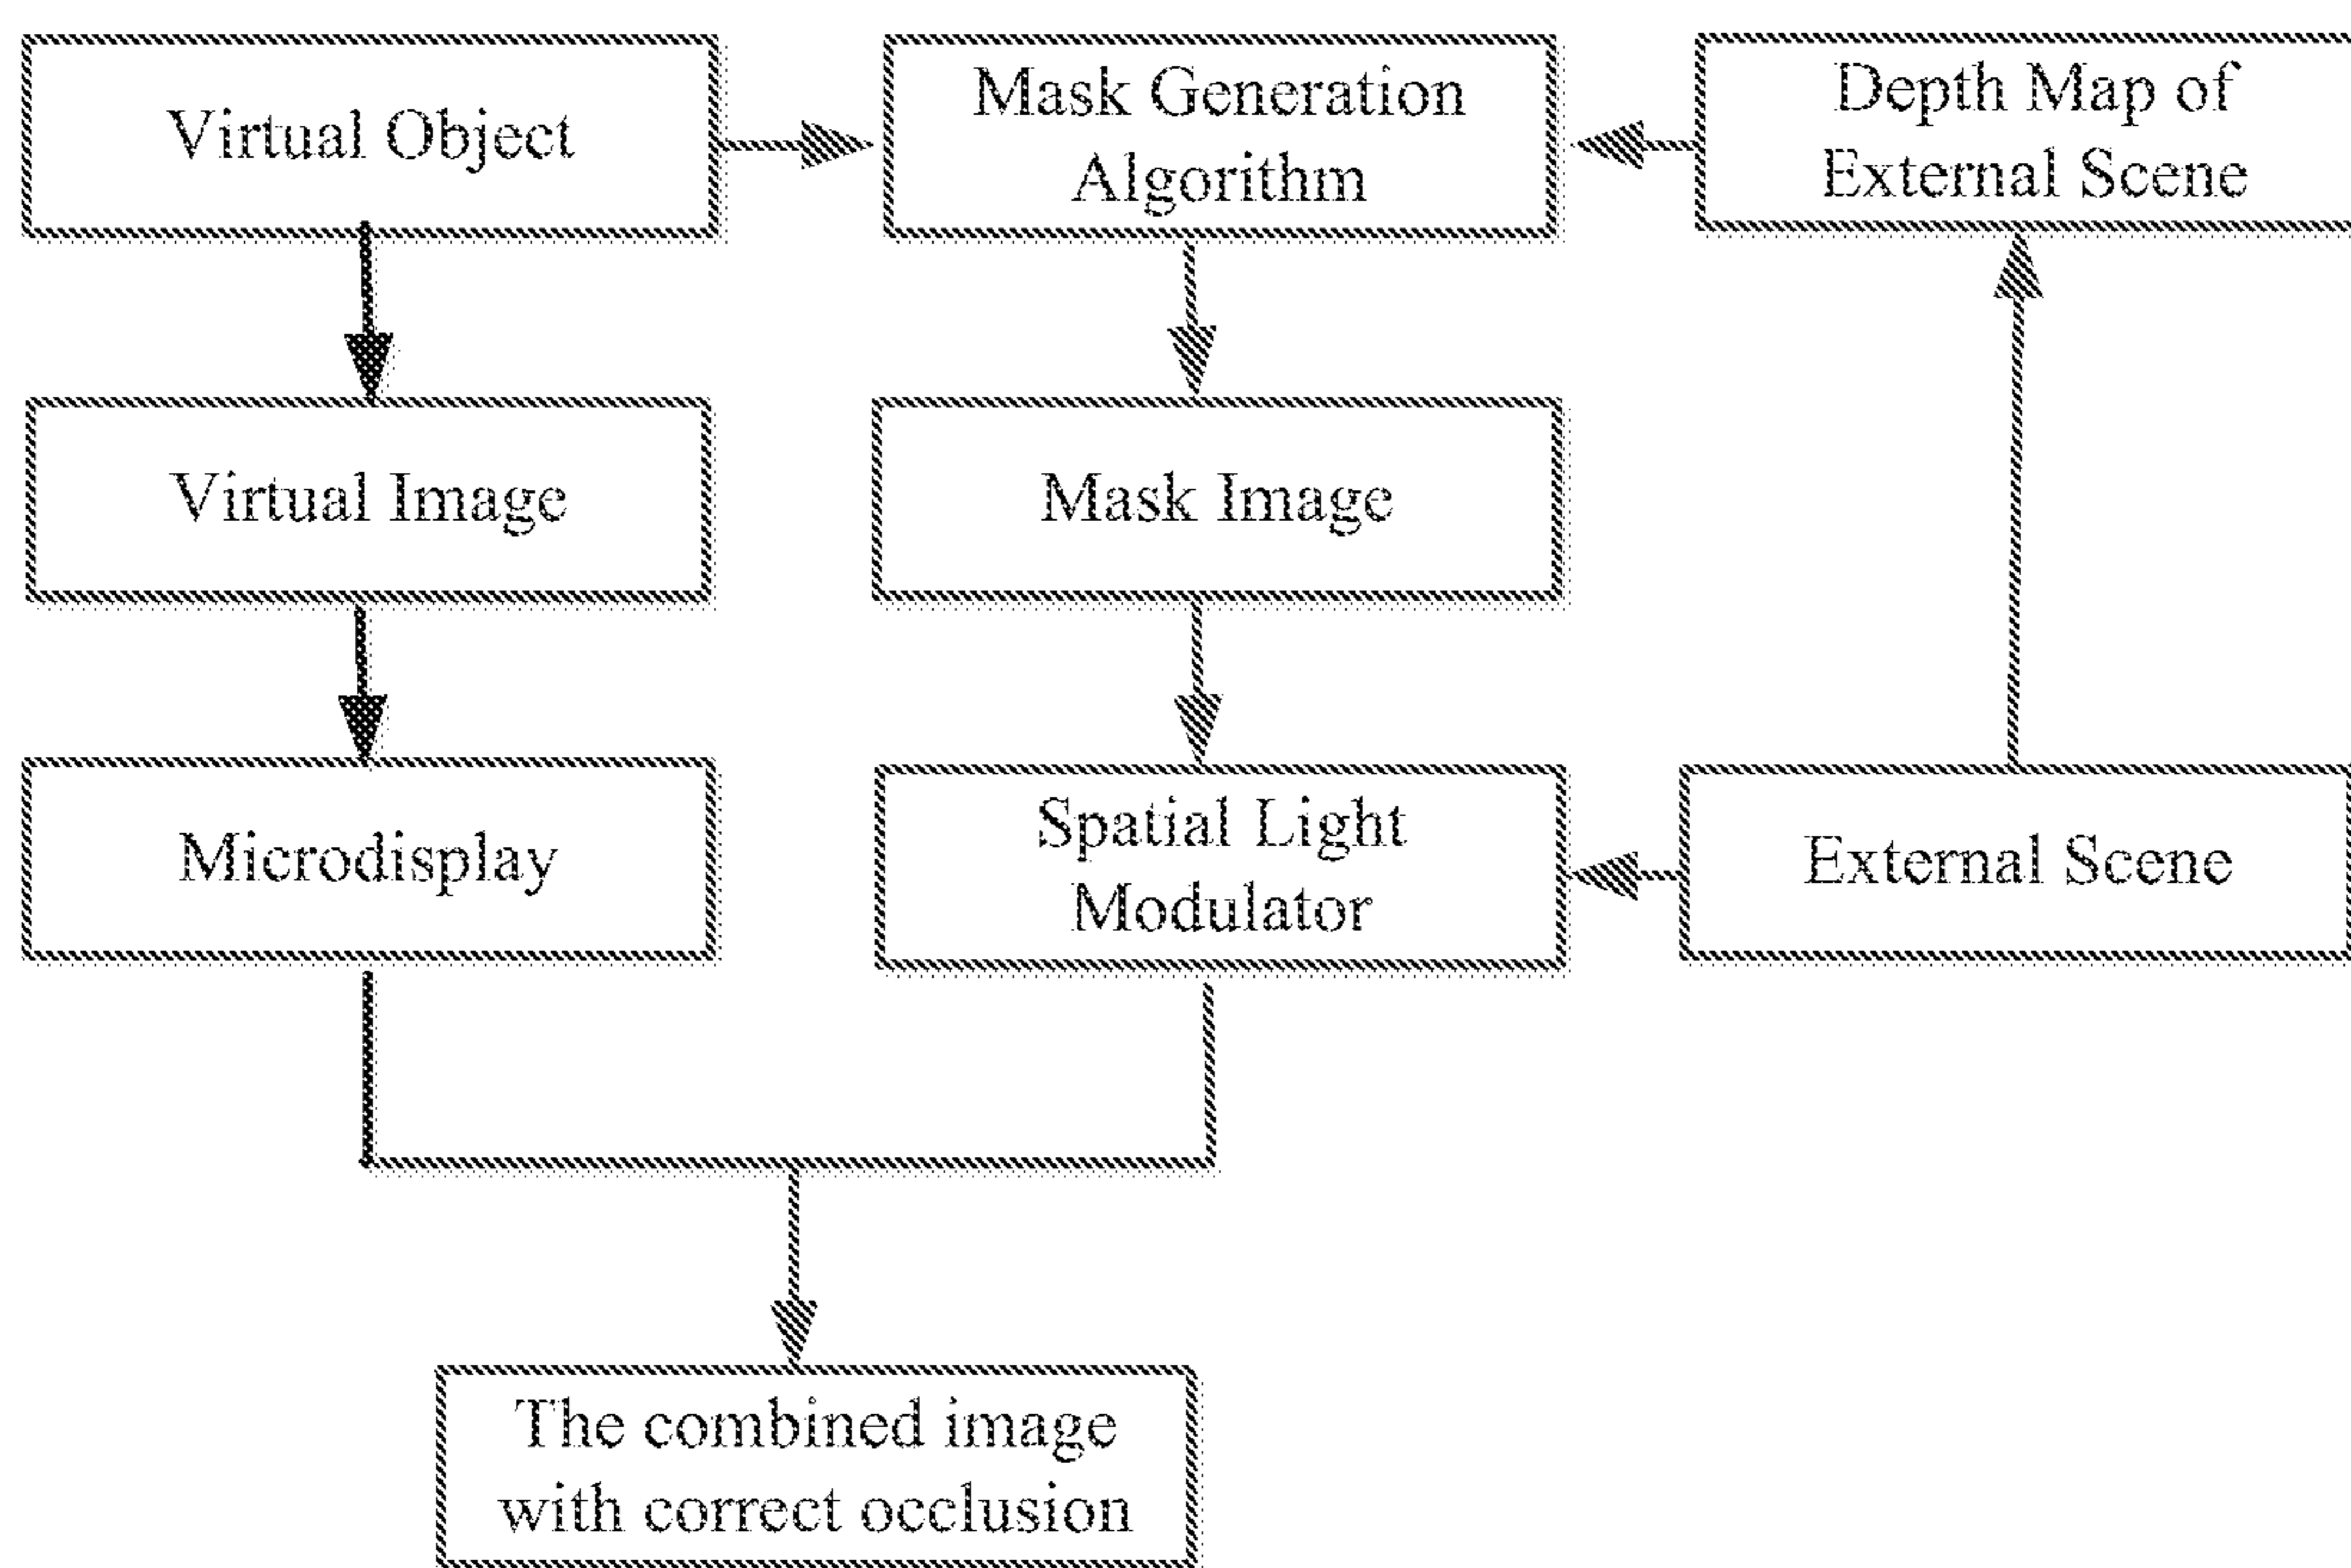 Virtual Object
Mask Generation
Algorithm
Depth Map of
External Scene
Virtual Image
Mask Image
Microdisplay
Spatial Light
Modulator
External Scene
The combined image
with correct occlusion